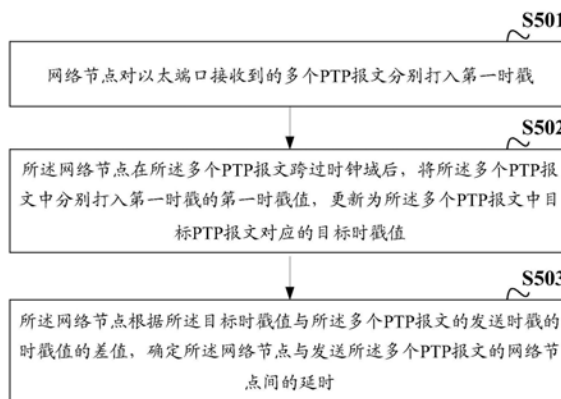 S501
网络节点对以太端口接收到的多个PTP报文分别打入第一时戳
S502
所述网络节点在所述多个PTP报文跨过时钟域后，将所述多个PTP报
文中分别打入第一时戳的第一时戳值，更新为所述多个PTP报文中目
标PTP报文对应的目标时戳值
S503
所述网络节点根据所述目标时戳值与所述多个PTP报文的发送时戳的
时戳值的差值，确定所述网络节点与发送所述多个PTP报文的网络节
点间的延时